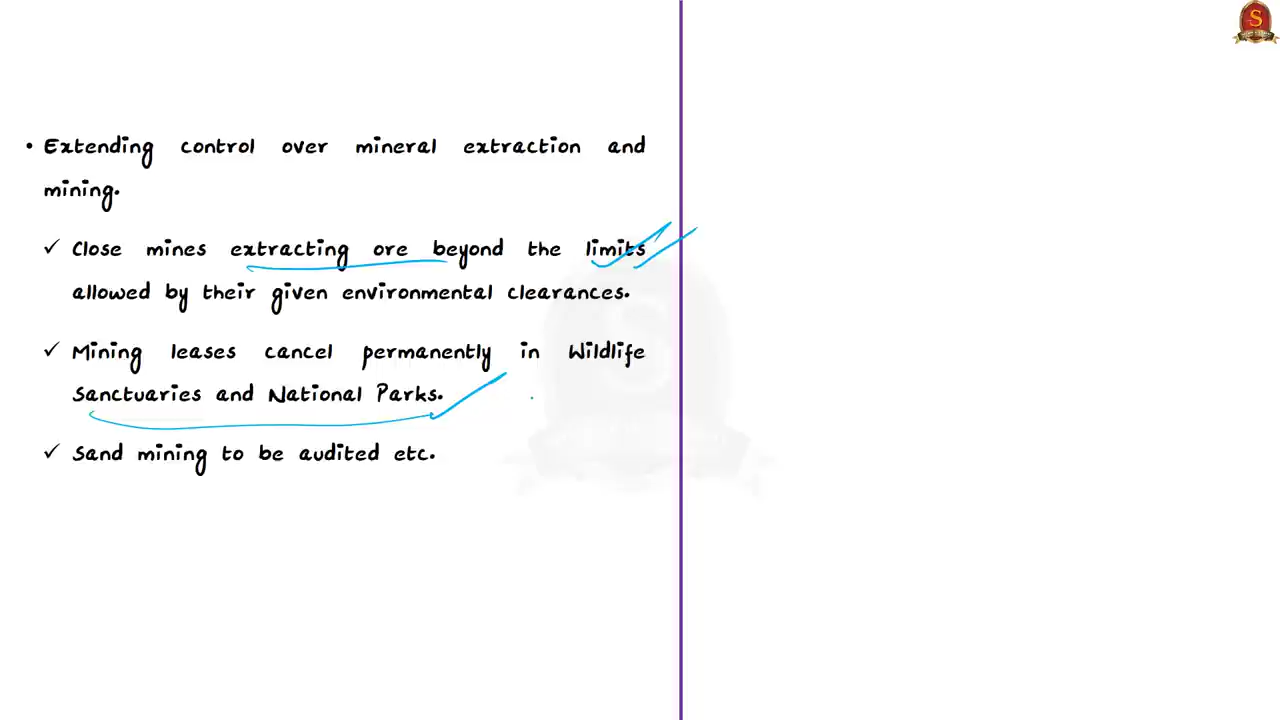 • Extending control over mineral extraction and
mining.
✓ Close mines extracting ore beyond the limits
allowed by their given environmental clearances.
✓ Mining leases cancel permanently in Wildlife
Sanctuaries and National Parks.
✓ Sand mining to be audited etc.
S